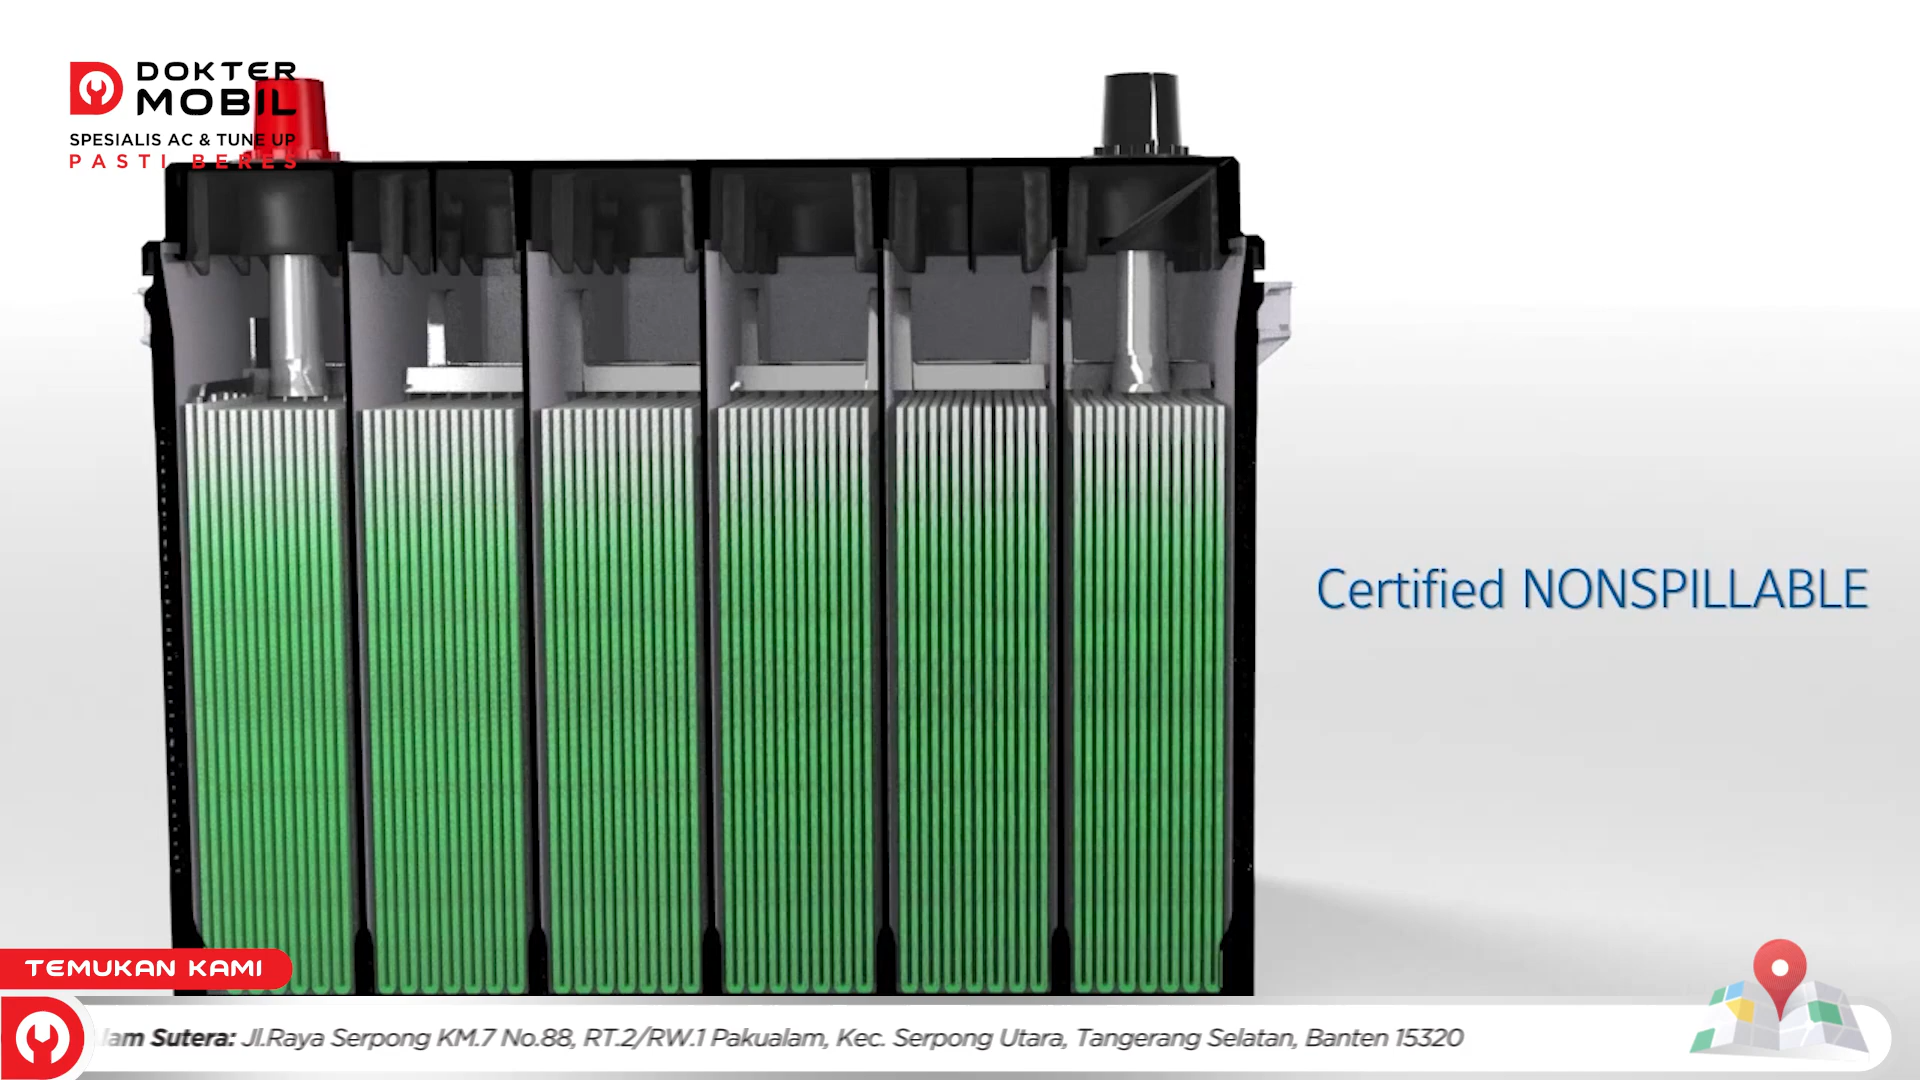 DOKTER
MOBIL
SPESIALIS AC & TUNE UP
PASTI BERES
Certified NONSPILLABLE
TEMUKAN KAMI
Sutera: Jl.Raya Serpong KM.7 No.88, RT.2/RW.1 Pakualam, Kec. Serpong Utara, Tangerang Selatan, Banten 15320